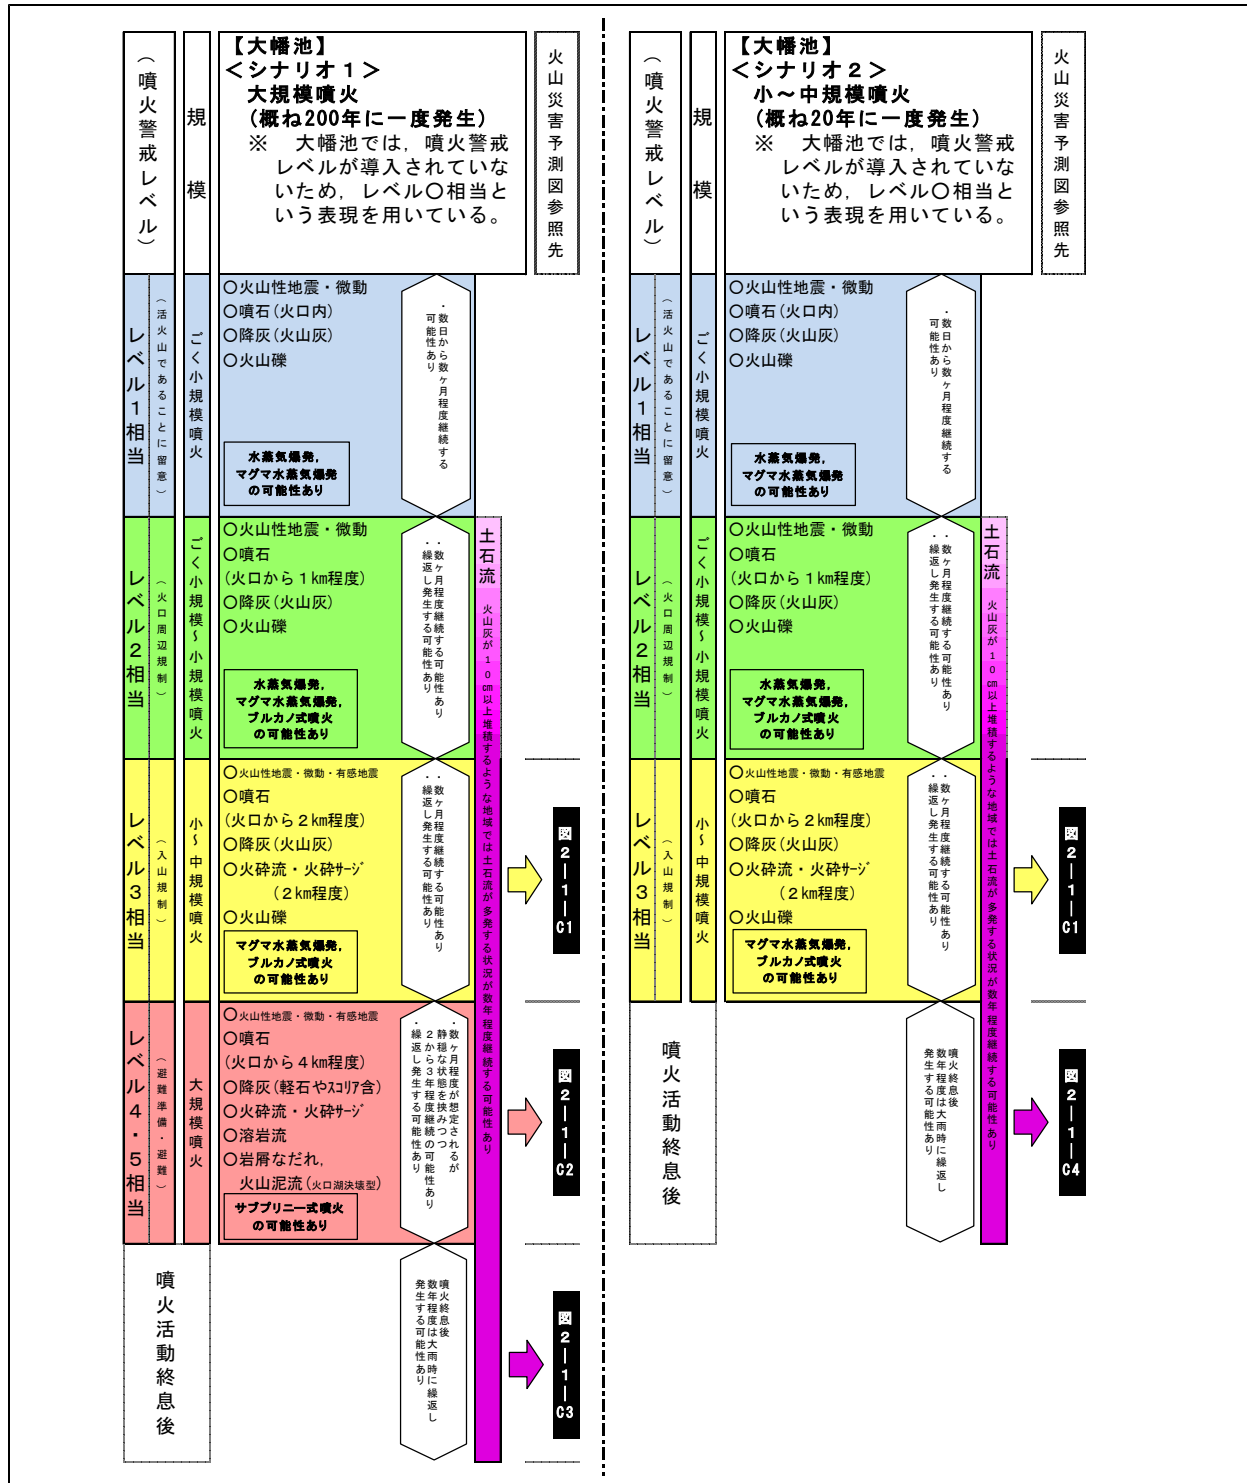 （噴火警戒レベル）
規模
【大幡池】
＜シナリオ１＞
大規模噴火
(概ね200年に一度発生)
※　大幡池では，噴火警戒
レベルが導入されていな
いため，レベル〇相当と
いう表現を用いている。
火山災害予測図参照先
レベル１相当
（活火山であることに留意）
ごく小規模噴火
〇火山性地震・微動
〇噴石(火口内)
〇降灰(火山灰)
〇火山礫
水蒸気爆発，
マグマ水蒸気爆発
の可能性あり
・数日から数ヶ月程度継続する
可能性あり
レベル２相当
（火口周辺規制）
ごく小規模～小規模噴火
〇火山性地震・微動
〇噴石
(火口から１km程度)
〇降灰(火山灰)
〇火山礫
水蒸気爆発，
マグマ水蒸気爆発，
ブルカノ式噴火
の可能性あり
・数ヶ月程度継続する可能性あり
・繰返し発生する可能性あり
土石流　火山灰が１０㎝以上堆積するような地域では土石流が多発する状況が数年程度継続する可能性あり
レベル３相当
（入山規制）
小～中規模噴火
〇火山性地震・微動・有感地震
〇噴石
(火口から２km程度)
〇降灰(火山灰)
〇火砕流・火砕ｻｰｼﾞ
(２km程度)
〇火山礫
マグマ水蒸気爆発，
ブルカノ式噴火
の可能性あり
・数ヶ月程度継続する可能性あり
・繰返し発生する可能性あり
図２―１―C1
レベル４・５相当
（避難準備・避難）
大規模噴火
〇火山性地震・微動・有感地震
〇噴石
(火口から４km程度)
〇降灰(軽石やｽｺﾘｱ含)
〇火砕流・火砕ｻｰｼﾞ
〇溶岩流
〇岩屑なだれ，
火山泥流(火口湖決壊型)
サブプリニー式噴火
の可能性あり
・数ヶ月程度が想定されるが
静穏な状態を挟みつつ
２から３年程度継続の可能性あり
・繰返し発生する可能性あり
図２―１―C2
噴火活動終息後
噴火終息後
数年程度は大雨時に繰返し
発生する可能性あり
図２―１―C3
（噴火警戒レベル）
規模
【大幡池】
＜シナリオ２＞
小～中規模噴火
(概ね20年に一度発生)
※　大幡池では，噴火警戒
レベルが導入されていな
いため，レベル〇相当と
いう表現を用いている。
火山災害予測図参照先
レベル１相当
（活火山であることに留意）
ごく小規模噴火
〇火山性地震・微動
〇噴石(火口内)
〇降灰(火山灰)
〇火山礫
水蒸気爆発，
マグマ水蒸気爆発
の可能性あり
・数日から数ヶ月程度継続する
可能性あり
レベル２相当
（火口周辺規制）
ごく小規模～小規模噴火
〇火山性地震・微動
〇噴石
(火口から１km程度)
〇降灰(火山灰)
〇火山礫
水蒸気爆発，
マグマ水蒸気爆発，
ブルカノ式噴火
の可能性あり
・数ヶ月程度継続する可能性あり
・繰返し発生する可能性あり
土石流　火山灰が１０㎝以上堆積するような地域では土石流が多発する状況が数年程度継続する可能性あり
レベル３相当
（入山規制）
小～中規模噴火
〇火山性地震・微動・有感地震
〇噴石
(火口から２km程度)
〇降灰(火山灰)
〇火砕流・火砕ｻｰｼﾞ
(２km程度)
〇火山礫
マグマ水蒸気爆発，
ブルカノ式噴火
の可能性あり
・数ヶ月程度継続する可能性あり
・繰返し発生する可能性あり
図２―１―C1
噴火活動終息後
噴火終息後
数年程度は大雨時に繰返し
発生する可能性あり
図２―１―C4